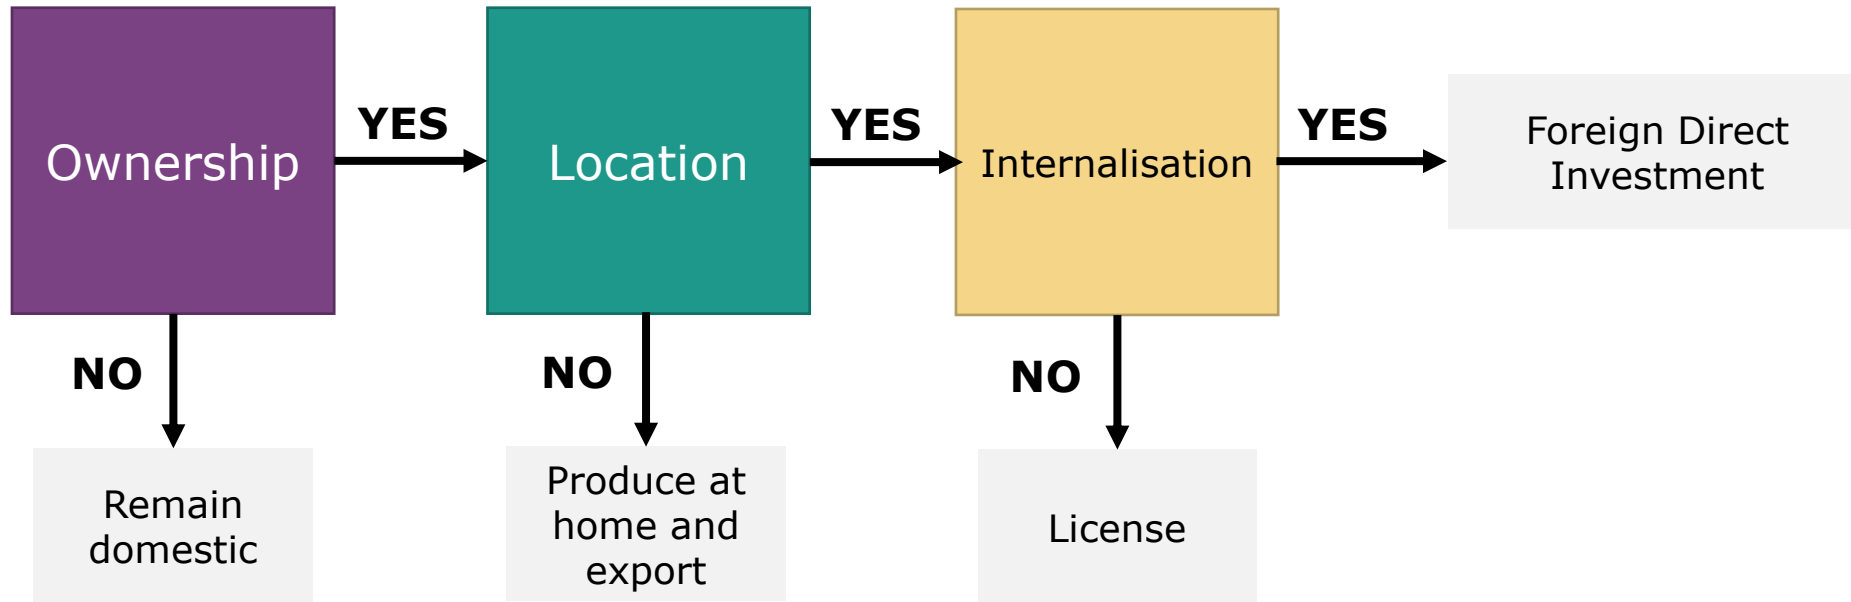 Ownership
YES
Location
YES
Internalisation
YES
Foreign Direct
Investment
NO
NO
NO
Remain
domestic
Produce at
home and
export
License